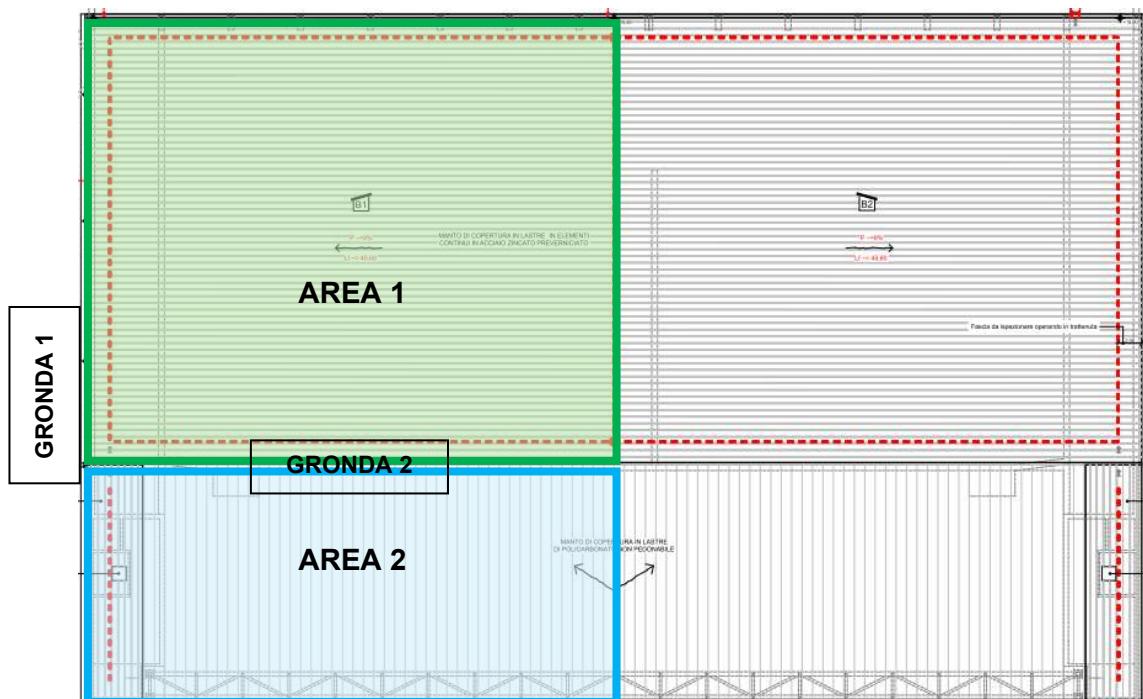 B1
B2
MANTO DI COPERTURA IN LASTRE IN ELEMENTI
CONTINUI IN ACCIAIO ZINCATO PREVERNICIATO
AREA 1
Fascia da ispezionare operando in trattenuta
GRONDA 1
GRONDA 2
MANTO DI COPERTURA IN LASTRE
DI POLICARBONATO NON PEDONABILE
AREA 2